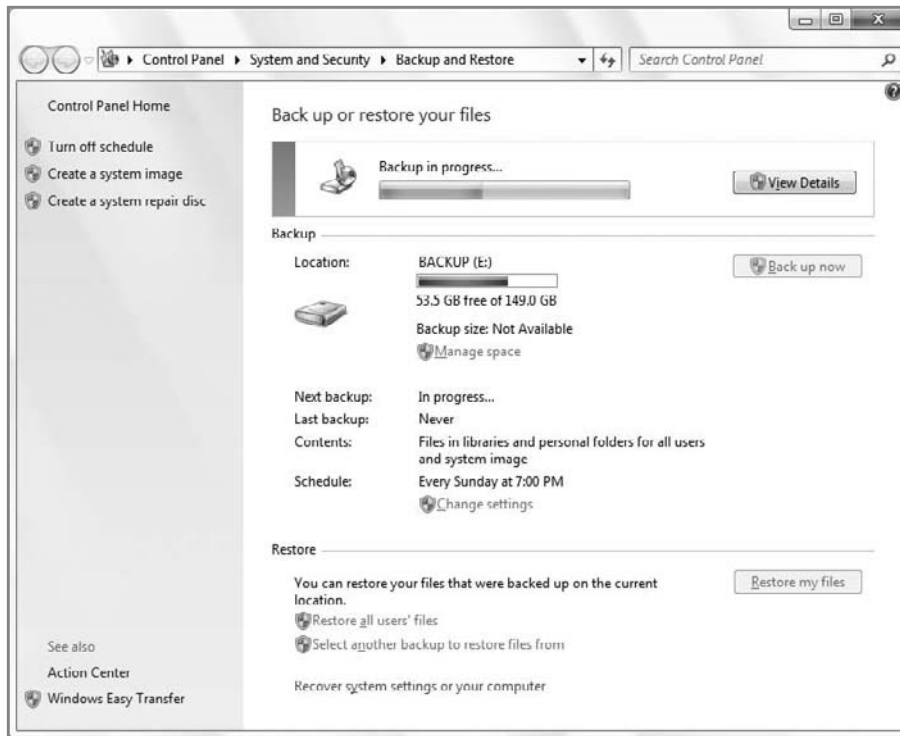 Control Panel ▸ System and Security ▸ Backup and Restore
Search Control Panel
Control Panel Home
Turn off schedule
Create a system image
Create a system repair disc
See also
Action Center
Windows Easy Transfer
Back up or restore your files
Backup in progress...
View Details
Backup
Location:
BACKUP (E:)
Back up now
53.5 GB free of 149.0 GB
Backup size: Not Available
Manage space
Next backup: In progress...
Last backup: Never
Contents: Files in libraries and personal folders for all users
and system image
Schedule: Every Sunday at 7:00 PM
Change settings
Restore
You can restore your files that were backed up on the current
location.
Restore my files
Restore all users' files
Select another backup to restore files from
Recover system settings or your computer